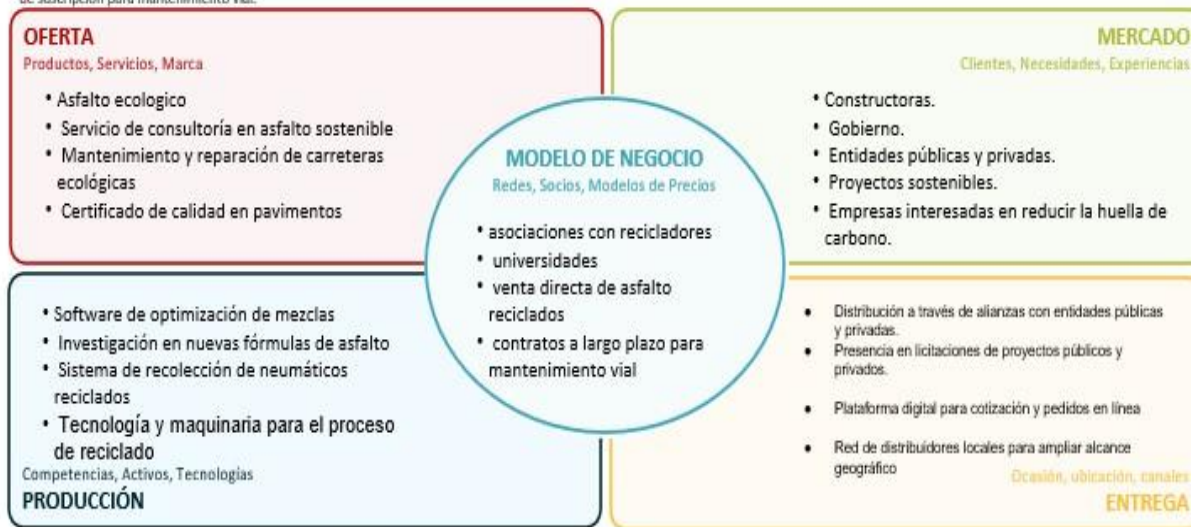 de suscripción para mantenimiento vial.
OFERTA
Productos, Servicios, Marca
• Asfalto ecologico
• Servicio de consultoría en asfalto sostenible
• Mantenimiento y reparación de carreteras
ecológicas
• Certificado de calidad en pavimentos
MERCADO
Clientes, Necesidades, Experiencias
• Constructoras.
• Gobierno.
• Entidades públicas y privadas.
• Proyectos sostenibles.
• Empresas interesadas en reducir la huella de
carbono.
MODELO DE NEGOCIO
Redes, Socios, Modelos de Precios
• asociaciones con recicladores
• universidades
• venta directa de asfalto
reciclados
• contratos a largo plazo para
mantenimiento vial
• Software de optimización de mezclas
• Investigación en nuevas fórmulas de asfalto
• Sistema de recolección de neumáticos
reciclados
• Tecnología y maquinaria para el proceso
de reciclado
Competencias, Activos, Tecnologías
PRODUCCIÓN
• Distribución a través de alianzas con entidades públicas
y privadas.
• Presencia en licitaciones de proyectos públicos y
privados.
• Plataforma digital para cotización y pedidos en línea
• Red de distribuidores locales para ampliar alcance
geográfico
Ocasión, ubicación, canales
ENTREGA